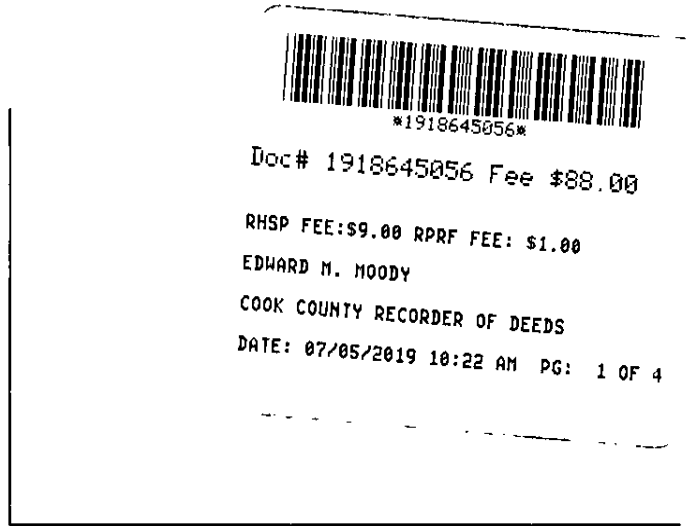 *1918645056*
Doc# 1918645056 Fee $88.00
RHSP FEE:$9.00 RPRF FEE: $1.00
EDWARD M. MOODY
COOK COUNTY RECORDER OF DEEDS
DATE: 07/05/2019 10:22 AM PG: 1 OF 4